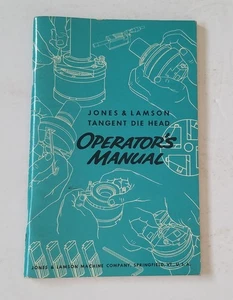 JONES & LAMSON
TANGENT DIE HEAD
OPERATOR'S
MANUAL
JONES & LAMSON MACHINE COMPANY, SPRINGFIELD, VT., U.S.A.